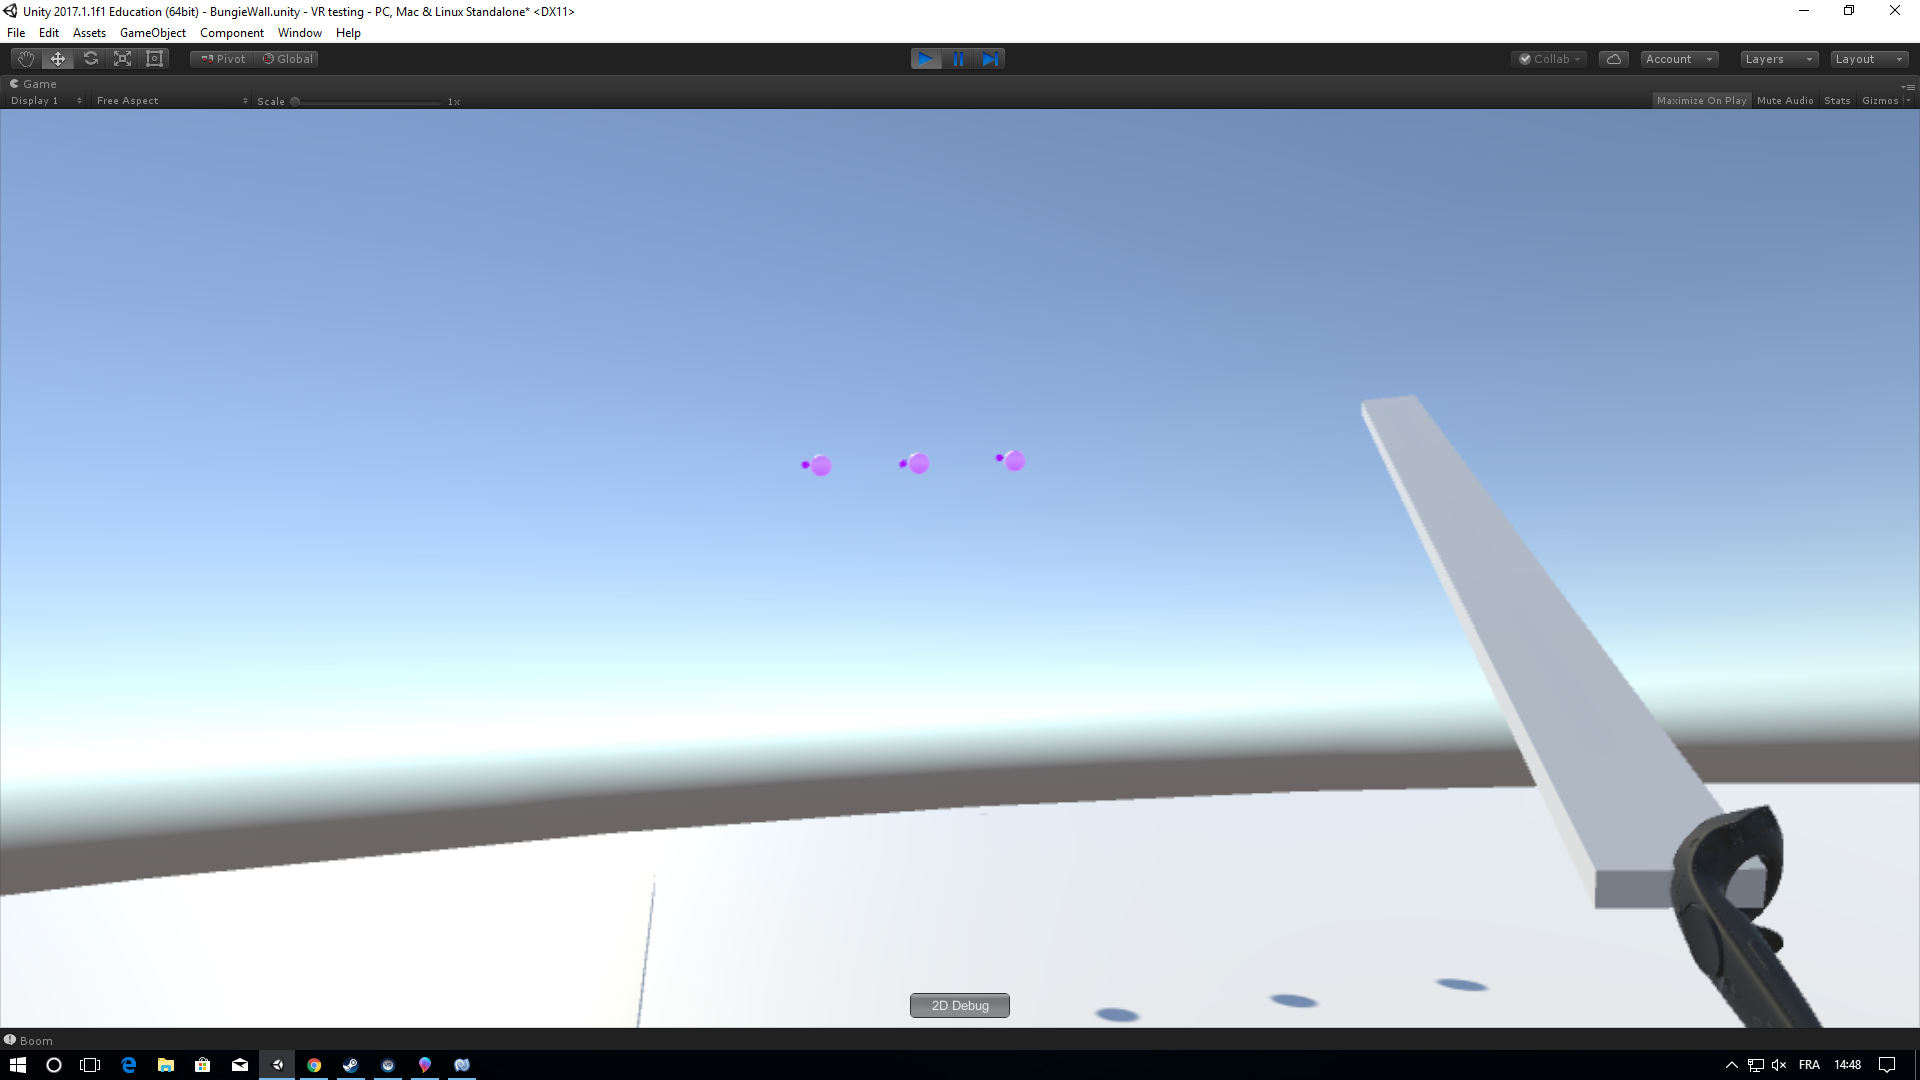 Unity 2017.1.1f1 Education (64bit) - BungieWall.unity - VR testing - PC, Mac & Linux Standalone* <DX11>
File Edit Assets GameObject Component Window Help
Pivot Global Collab Account Layers Layout
Game
Display 1 Free Aspect Scale 1x Maximize On Play Mute Audio Stats Gizmos
2D Debug
Boom
FRA 14:48